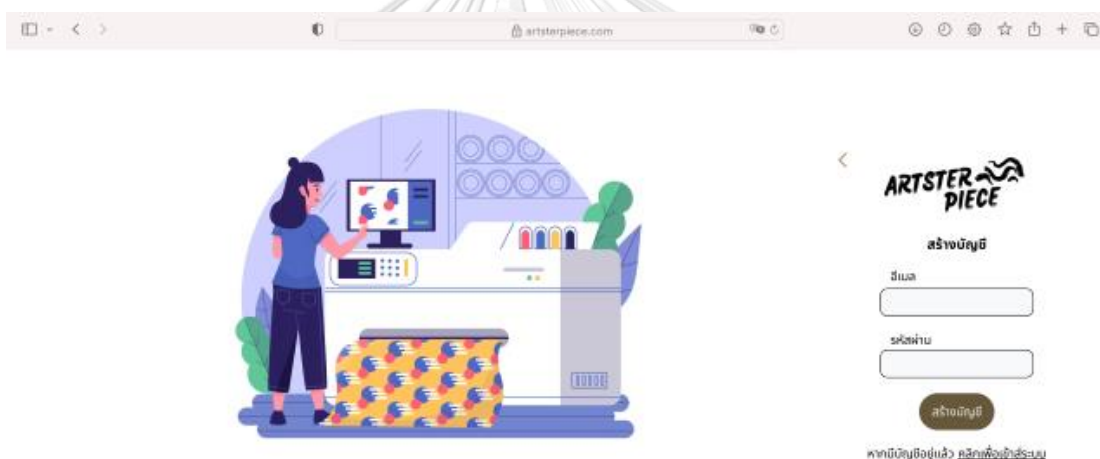 artsterpiece.com
ARTSTER
PIECE
สร้างบัญชี
อีเมล
รหัสผ่าน
สร้างบัญชี
หากมีบัญชีอยู่แล้ว คลิกเพื่อเข้าสู่ระบบ